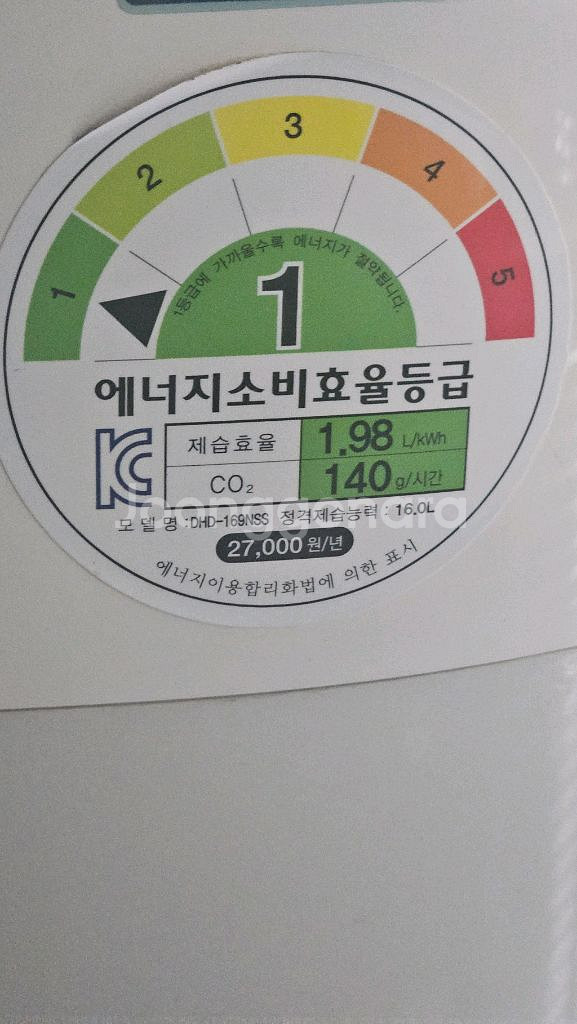 1
2
3
4
5
1등급에 가까울수록 에너지가 절약됩니다.
1
에너지소비효율등급
제습효율 1.98 L/kWh
CO₂ 140 g/시간
모델명 :DHD-169NSS 정격제습능력 : 16.0L
Joonggonara
27,000 원/년
에너지이용합리화법에 의한 표시